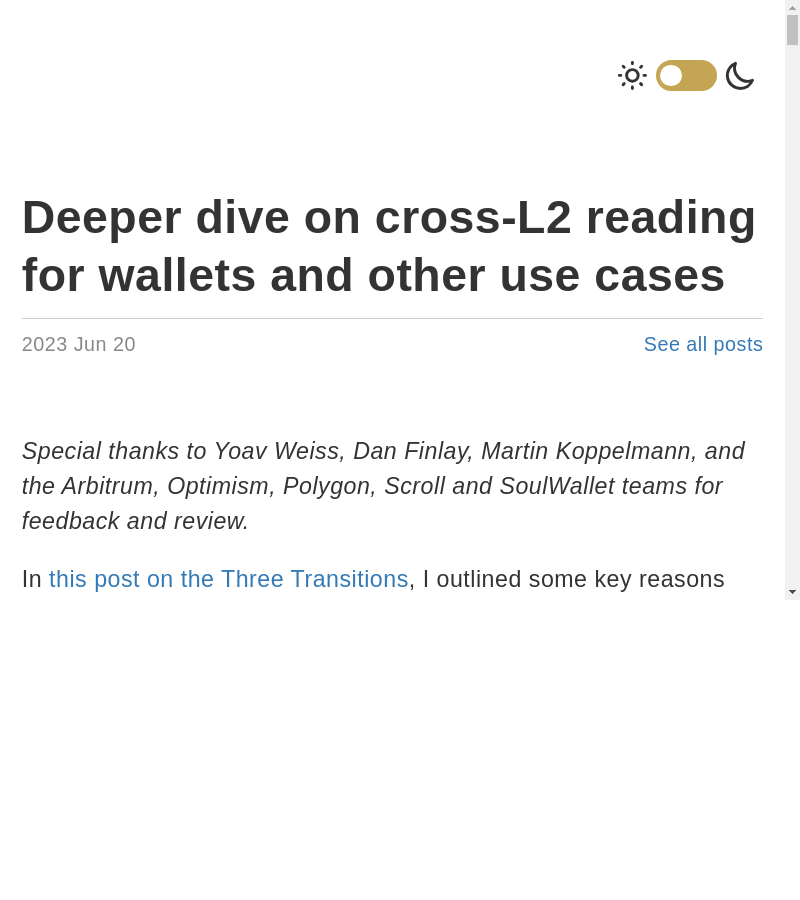 Deeper dive on cross-L2 reading
for wallets and other use cases
2023 Jun 20
See all posts
Special thanks to Yoav Weiss, Dan Finlay, Martin Koppelmann, and
the Arbitrum, Optimism, Polygon, Scroll and SoulWallet teams for
feedback and review.
In this post on the Three Transitions, I outlined some key reasons